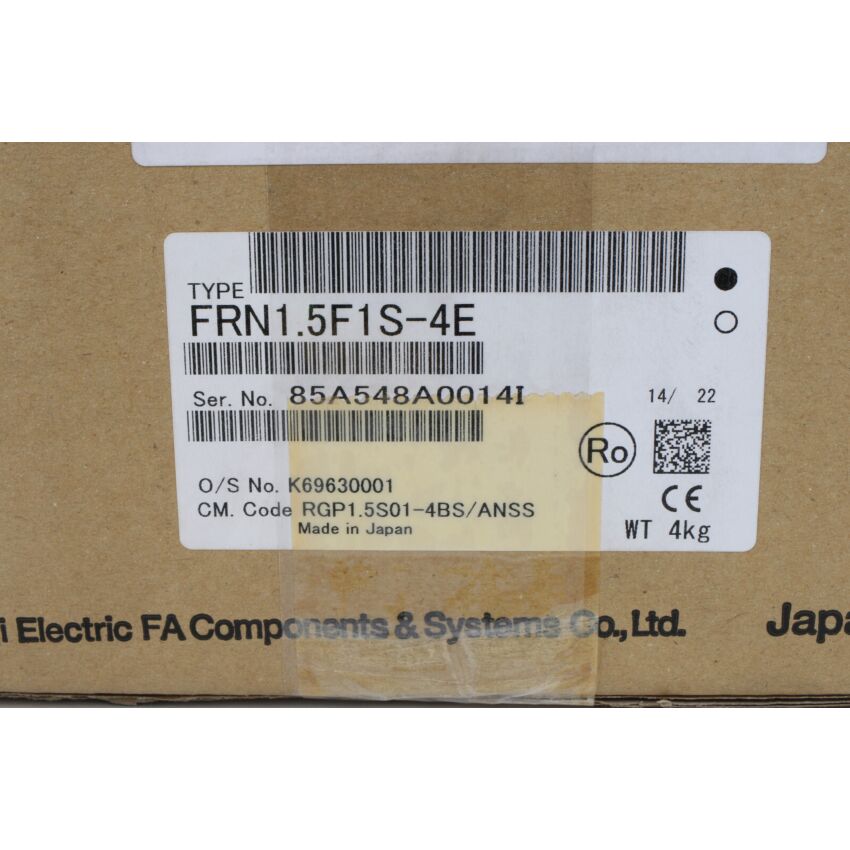 TYPE
FRN1.5F1S-4E
Ser. No. 85A548A0014I
14/ 22
Ro
O/S No. K69630001
CM. Code RGP1.5S01-4BS/ANSS
Made in Japan
CE
WT 4kg
i Electric FA Components & Systems Co., Ltd. Japa